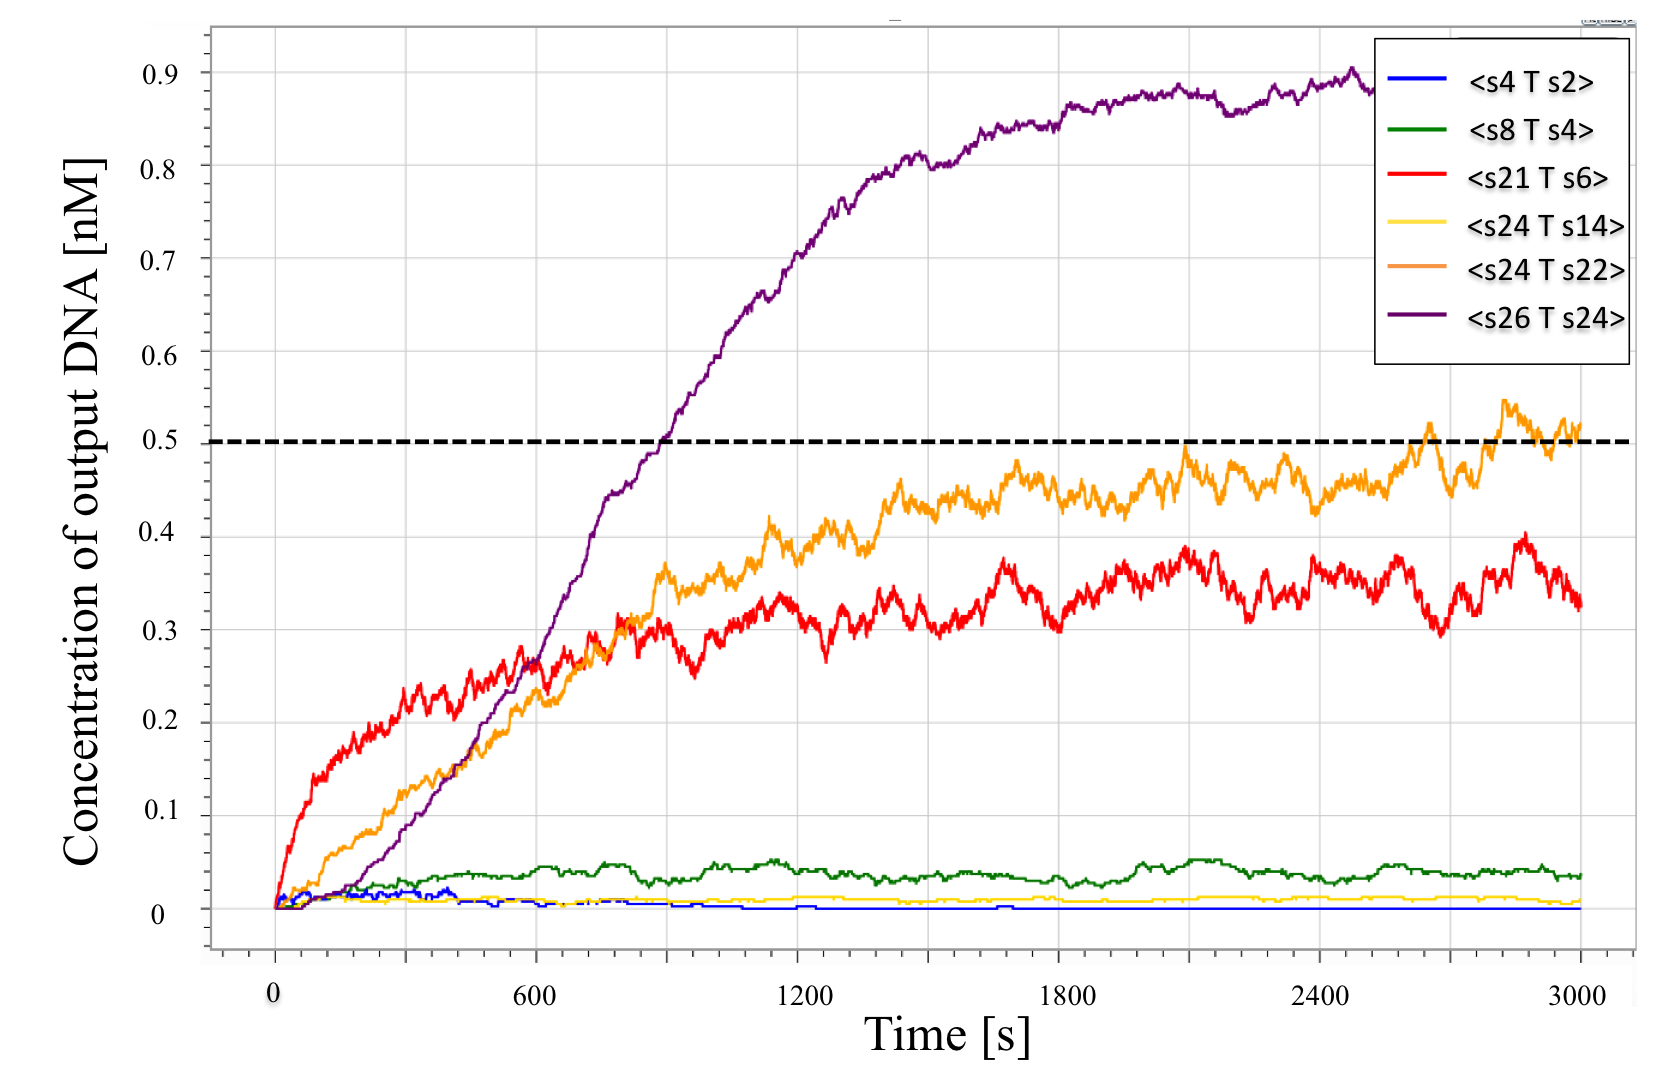 Concentration of output DNA [nM]
0.9
0.8
0.7
0.6
0.5
0.4
0.3
0.2
0.1
0
<s4 T s2>
<s8 T s4>
<s21 T s6>
<s24 T s14>
<s24 T s22>
<s26 T s24>
0 600 1200 1800 2400 3000
Time [s]